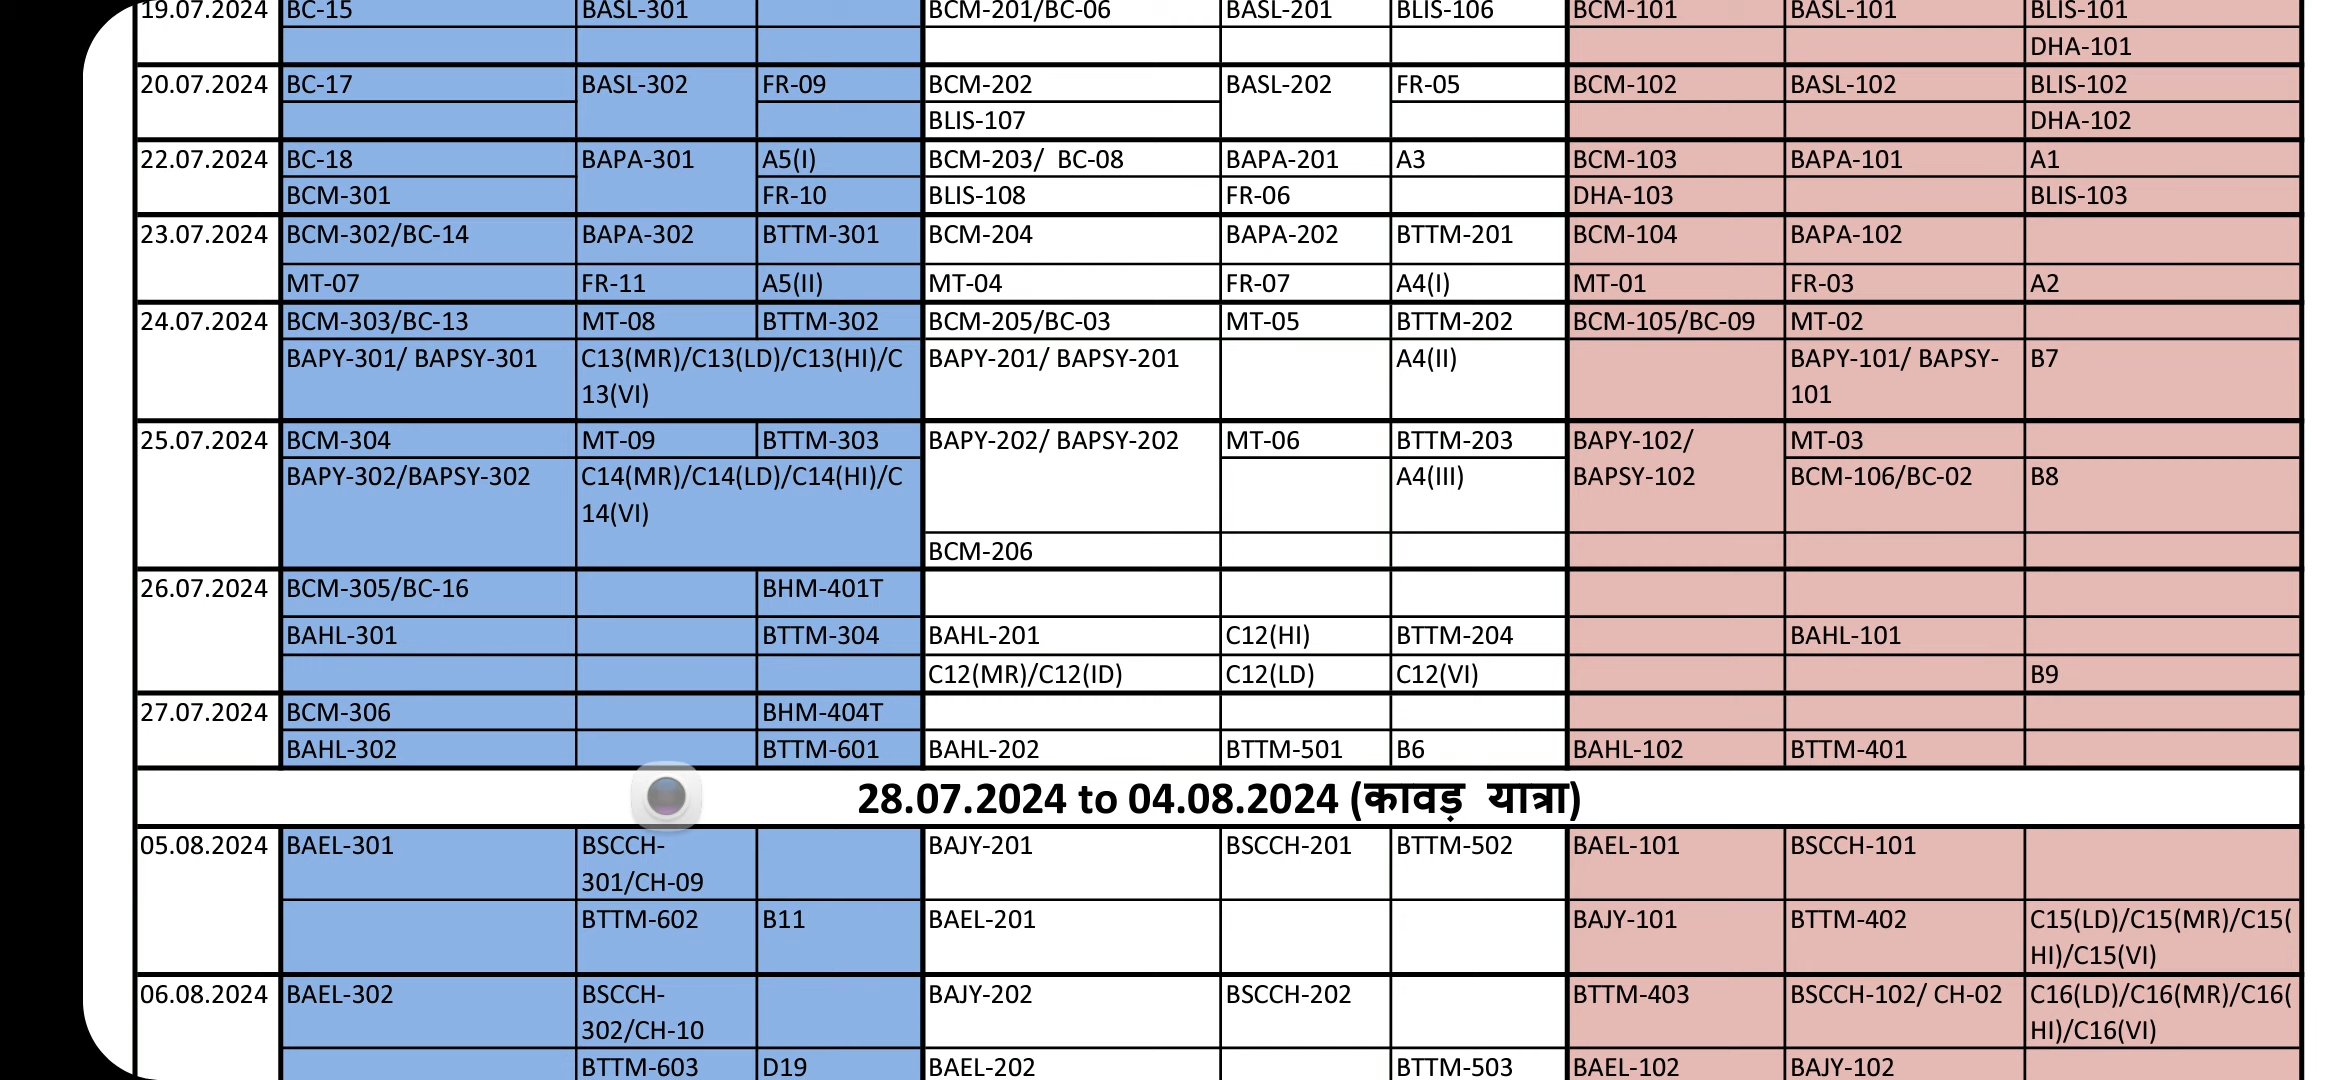 19.07.2024 BC-15 BASL-301 BCM-201/BC-06 BASL-201 BLIS-106 BCM-101 BASL-101 BLIS-101
DHA-101
20.07.2024 BC-17 BASL-302 FR-09 BCM-202 BASL-202 FR-05 BCM-102 BASL-102 BLIS-102
BLIS-107 DHA-102
22.07.2024 BC-18 BAPA-301 A5(I) BCM-203/ BC-08 BAPA-201 A3 BCM-103 BAPA-101 A1
BCM-301 FR-10 BLIS-108 FR-06 DHA-103 BLIS-103
23.07.2024 BCM-302/BC-14 BAPA-302 BTTM-301 BCM-204 BAPA-202 BTTM-201 BCM-104 BAPA-102
MT-07 FR-11 A5(II) MT-04 FR-07 A4(I) MT-01 FR-03 A2
24.07.2024 BCM-303/BC-13 MT-08 BTTM-302 BCM-205/BC-03 MT-05 BTTM-202 BCM-105/BC-09 MT-02
BAPY-301/ BAPSY-301 C13(MR)/C13(LD)/C13(HI)/C BAPY-201/ BAPSY-201 A4(II) BAPY-101/ BAPSY- B7
13(VI) 101
25.07.2024 BCM-304 MT-09 BTTM-303 BAPY-202/ BAPSY-202 MT-06 BTTM-203 BAPY-102/ MT-03
BAPY-302/BAPSY-302 C14(MR)/C14(LD)/C14(HI)/C A4(III) BAPSY-102 BCM-106/BC-02 B8
14(VI)
BCM-206
26.07.2024 BCM-305/BC-16 BHM-401T
BAHL-301 BTTM-304 BAHL-201 C12(HI) BTTM-204 BAHL-101
C12(MR)/C12(ID) C12(LD) C12(VI) B9
27.07.2024 BCM-306 BHM-404T
BAHL-302 BTTM-601 BAHL-202 BTTM-501 B6 BAHL-102 BTTM-401
28.07.2024 to 04.08.2024 (कावड़ यात्रा)
05.08.2024 BAEL-301 BSCCH- BAJY-201 BSCCH-201 BTTM-502 BAEL-101 BSCCH-101
301/CH-09
BTTM-602 B11 BAEL-201 BAJY-101 BTTM-402 C15(LD)/C15(MR)/C15(
HI)/C15(VI)
06.08.2024 BAEL-302 BSCCH- BAJY-202 BSCCH-202 BTTM-403 BSCCH-102/ CH-02 C16(LD)/C16(MR)/C16(
302/CH-10 HI)/C16(VI)
BTTM-603 D19 BAEL-202 BTTM-503 BAEL-102 BAJY-102